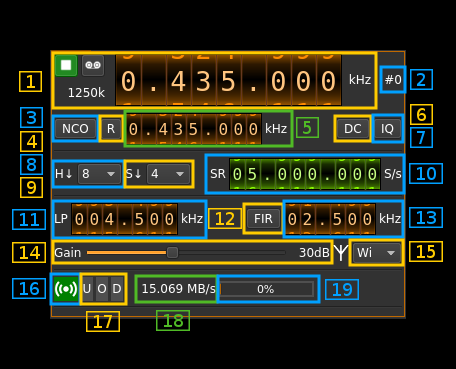 1 1250k 0.435.000 kHz #0 2
3 NCO R 0.435.000 kHz 5 DC IQ 6
4 7
8 H↓ 8 S↓ 4 SR 05.000.000 S/s 10
9
11 LP 004.500 kHz 12 FIR 02.500 kHz 13
14 Gain 30dB Wi 15
16 U O D 15.069 MB/s 0% 19
17 18